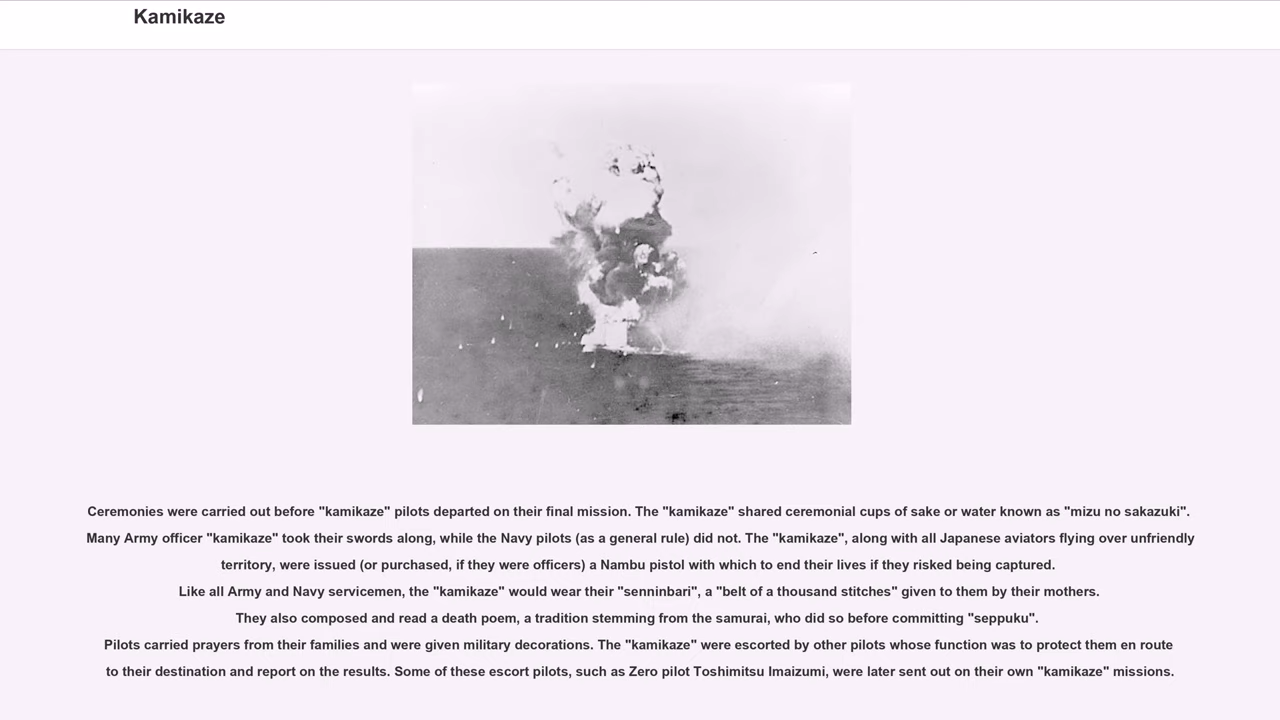 Kamikaze
Ceremonies were carried out before "kamikaze" pilots departed on their final mission. The "kamikaze" shared ceremonial cups of sake or water known as "mizu no sakazuki".
Many Army officer "kamikaze" took their swords along, while the Navy pilots (as a general rule) did not. The "kamikaze", along with all Japanese aviators flying over unfriendly
territory, were issued (or purchased, if they were officers) a Nambu pistol with which to end their lives if they risked being captured.
Like all Army and Navy servicemen, the "kamikaze" would wear their "senninbari", a "belt of a thousand stitches" given to them by their mothers.
They also composed and read a death poem, a tradition stemming from the samurai, who did so before committing "seppuku".
Pilots carried prayers from their families and were given military decorations. The "kamikaze" were escorted by other pilots whose function was to protect them en route
to their destination and report on the results. Some of these escort pilots, such as Zero pilot Toshimitsu Imaizumi, were later sent out on their own "kamikaze" missions.